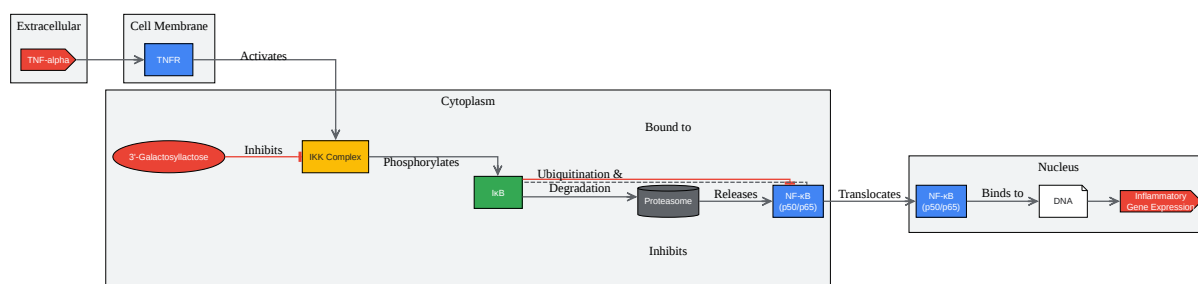 Extracellular
TNF-alpha
Cell Membrane
TNFR
Activates
Cytoplasm
Bound to
3'-Galactosyllactose
Inhibits
IKK Complex
Phosphorylates
IκB
Ubiquitination &
Degradation
Proteasome
Releases
NF-κB
(p50/p65)
Inhibits
Translocates
Nucleus
NF-κB
(p50/p65)
Binds to
DNA
Inflammatory
Gene Expression